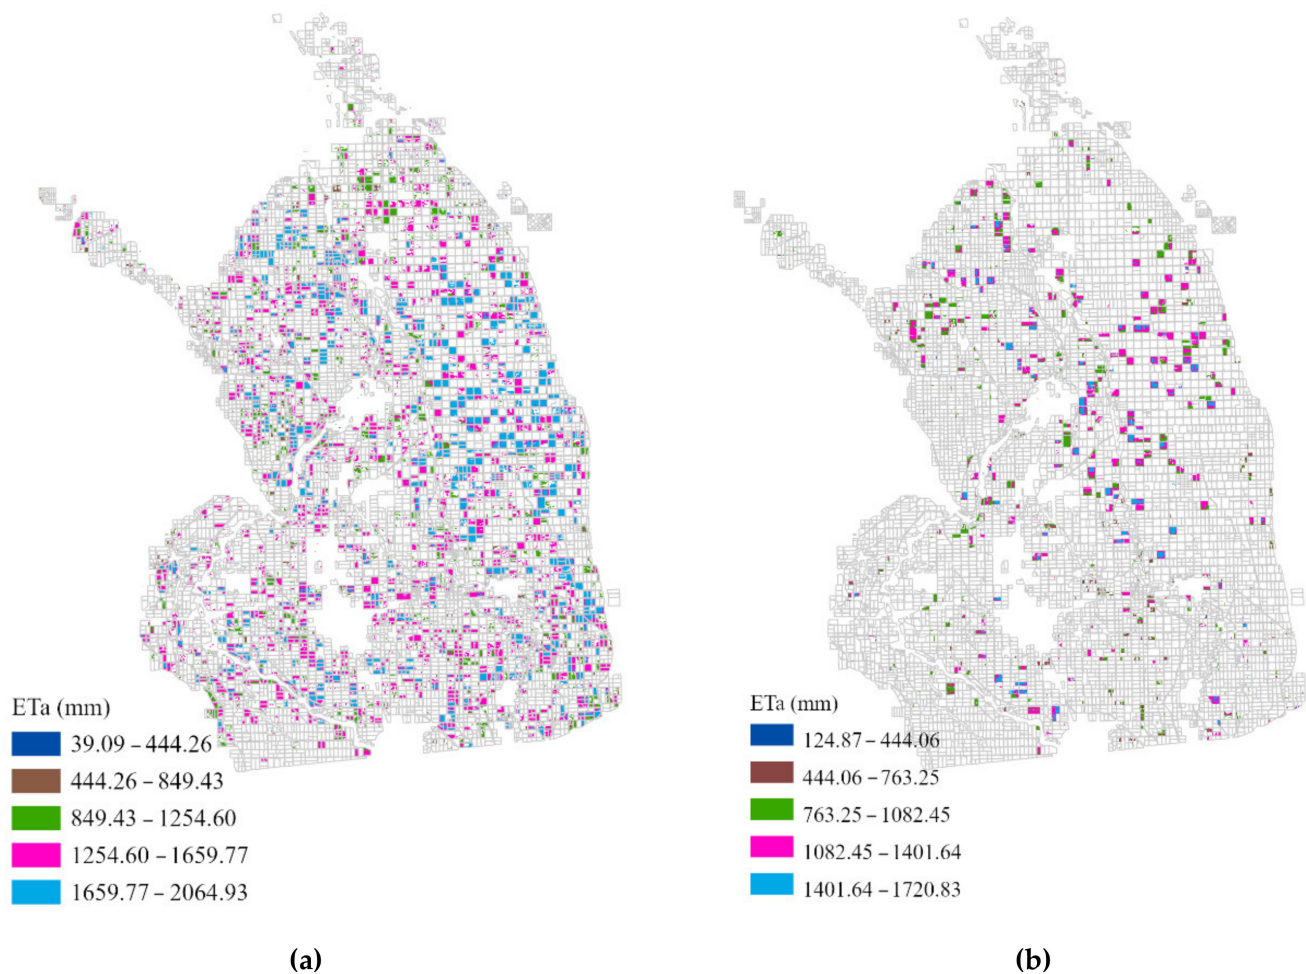 ETa (mm)
39.09 – 444.26
444.26 – 849.43
849.43 – 1254.60
1254.60 – 1659.77
1659.77 – 2064.93
(a)
ETa (mm)
124.87 – 444.06
444.06 – 763.25
763.25 – 1082.45
1082.45 – 1401.64
1401.64 – 1720.83
(b)